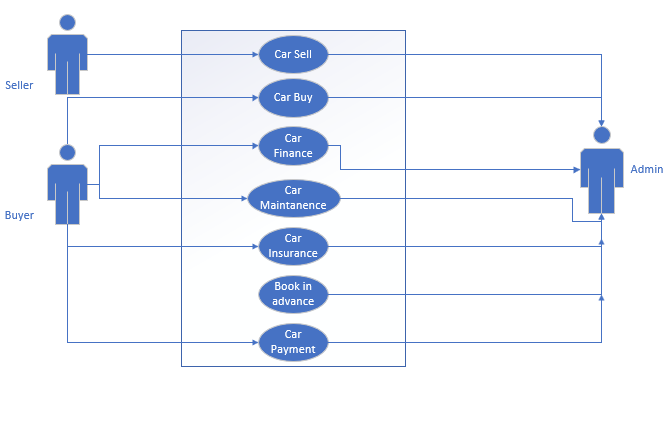 Car Sell
Seller
Car Buy
Car
Finance
Admin
Car
Maintanence
Buyer
Car
Insurance
Book in
advance
Car
Payment